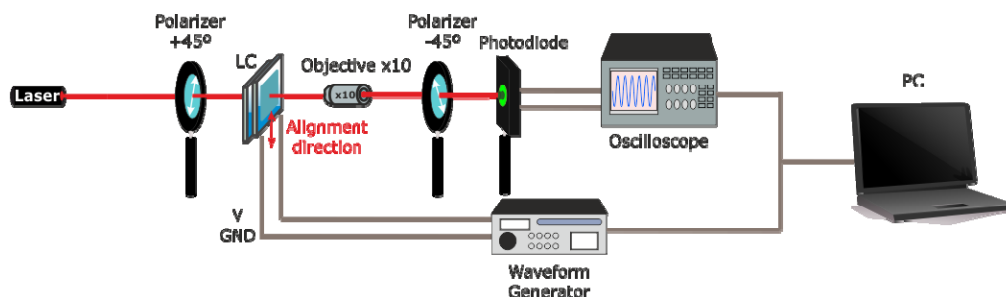 Polarizer
+45º
Polarizer
-45º
Photodiode
LC
Objective x10
PC
Laser
x10
Alignment
direction
Oscilloscope
V
GND
Waveform
Generator